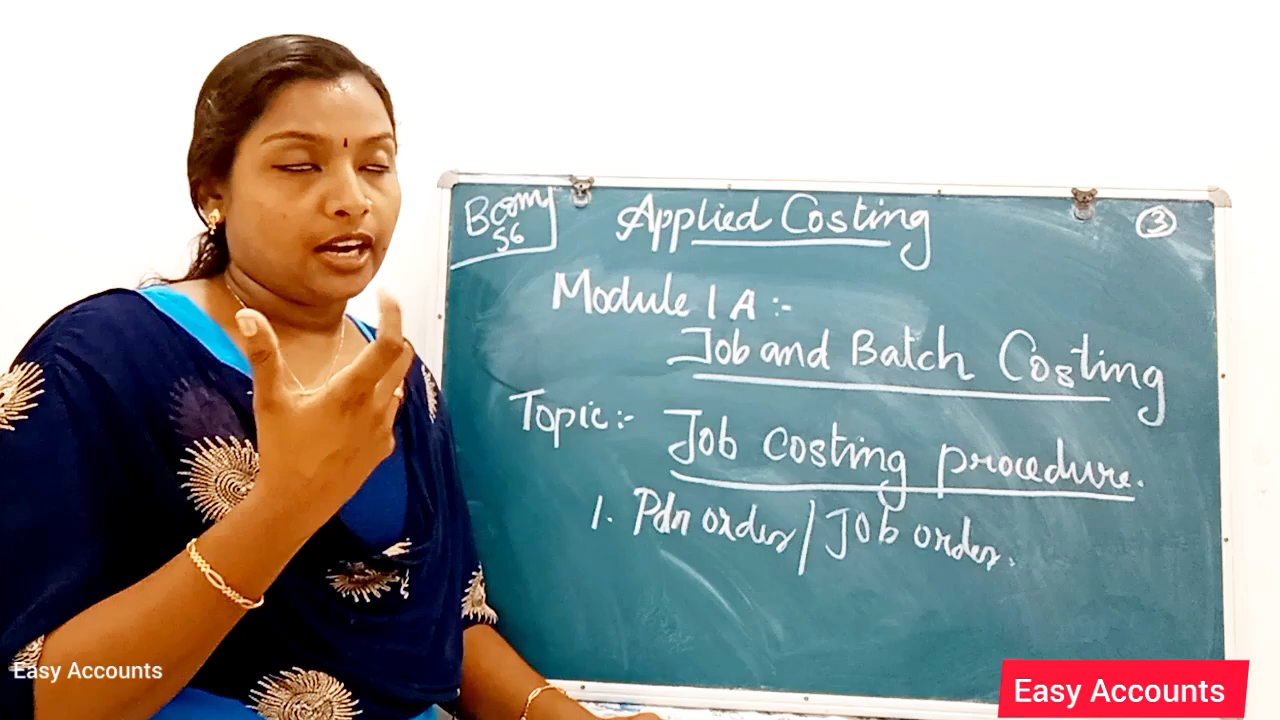 Bcom
S6
Applied Costing
3
Module 1 A :-
Job and Batch Costing
Topic :- Job costing procedure.
1. Pdn order / Job order.
Easy Accounts
Easy Accounts